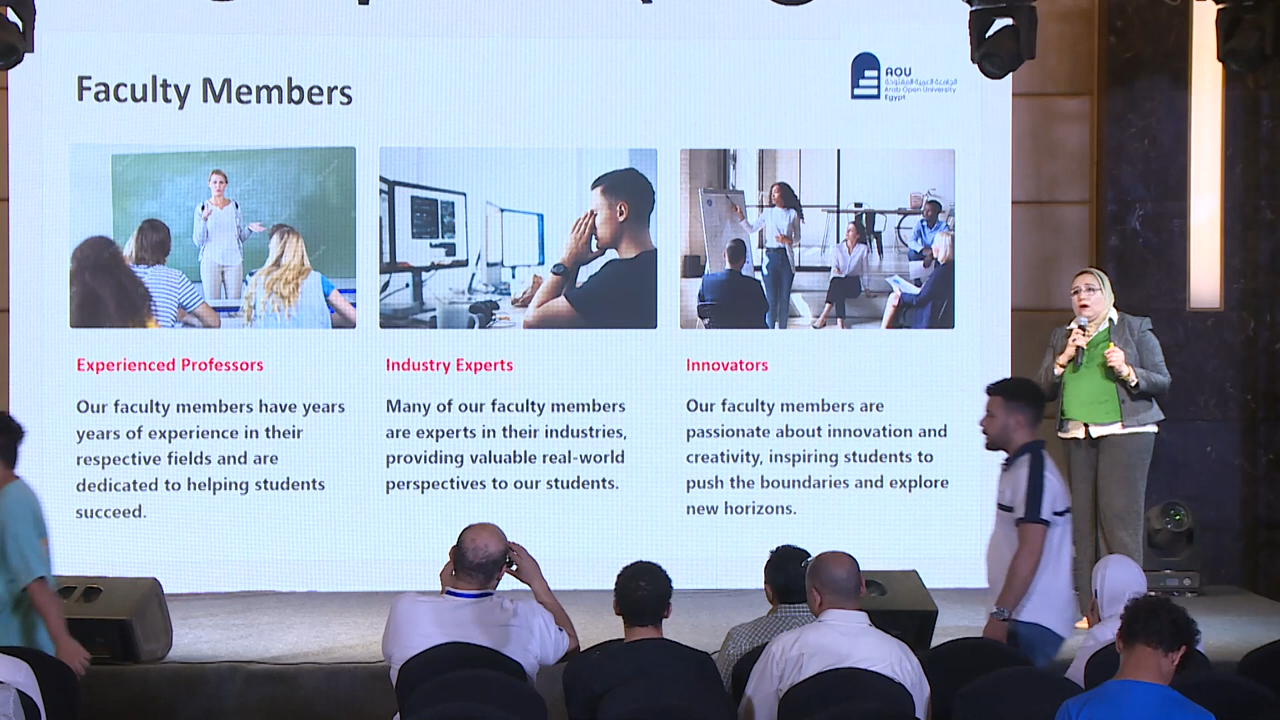 Faculty Members
AOU
الجامعة العربية المفتوحة
Arab Open University
Egypt
Experienced Professors
Our faculty members have years
years of experience in their
respective fields and are
dedicated to helping students
succeed.
Industry Experts
Many of our faculty members
are experts in their industries,
providing valuable real-world
perspectives to our students.
Innovators
Our faculty members are
passionate about innovation and
creativity, inspiring students to
push the boundaries and explore
new horizons.